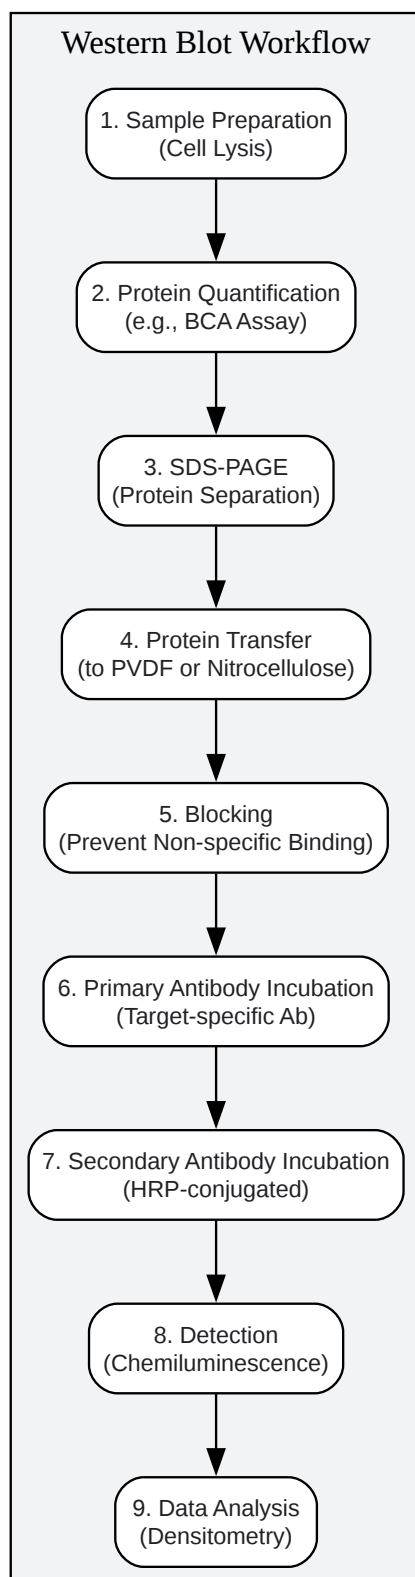 Western Blot Workflow
1. Sample Preparation
(Cell Lysis)
2. Protein Quantification
(e.g., BCA Assay)
3. SDS-PAGE
(Protein Separation)
4. Protein Transfer
(to PVDF or Nitrocellulose)
5. Blocking
(Prevent Non-specific Binding)
6. Primary Antibody Incubation
(Target-specific Ab)
7. Secondary Antibody Incubation
(HRP-conjugated)
8. Detection
(Chemiluminescence)
9. Data Analysis
(Densitometry)